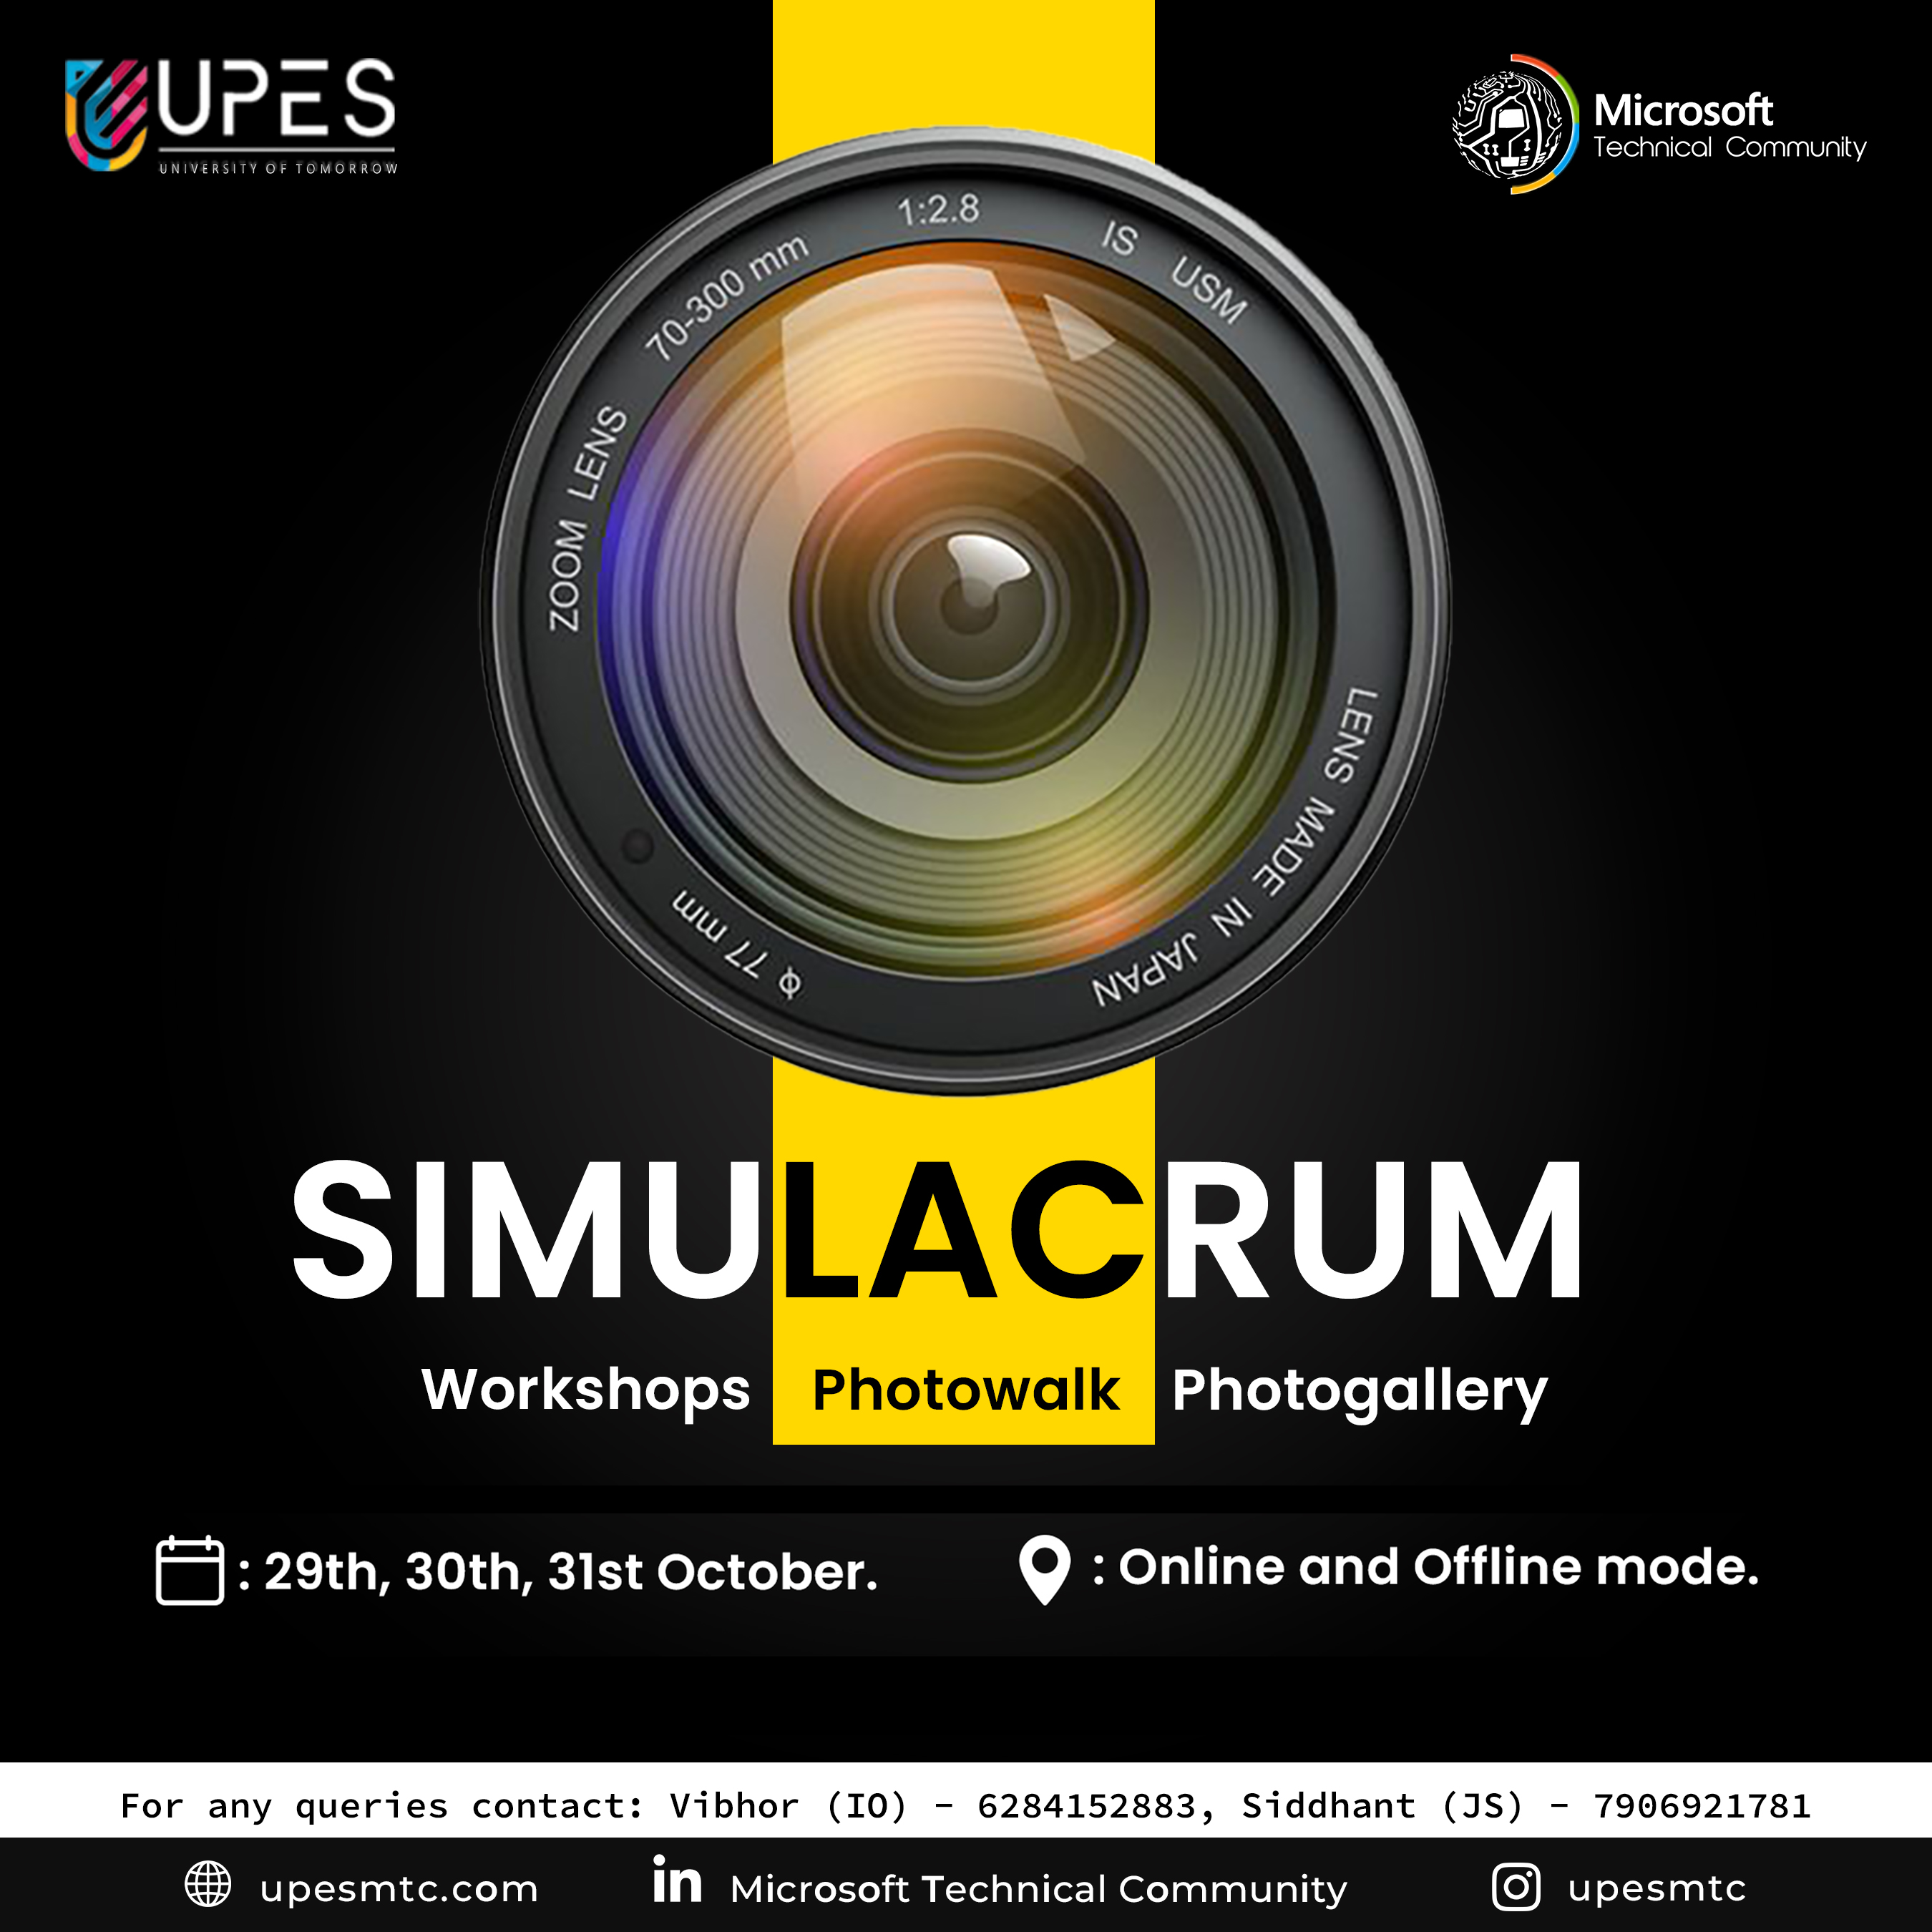 UPES
UNIVERSITY OF TOMORROW
Microsoft
Technical Community
1:2.8
IS USM
70-300 mm
ZOOM LENS
LENS MADE IN JAPAN
φ 77 mm
SIMULACRUM
Workshops Photowalk Photogallery
: 29th, 30th, 31st October.
: Online and Offline mode.
For any queries contact: Vibhor (IO) - 6284152883, Siddhant (JS) - 7906921781
upesmtc.com
in Microsoft Technical Community
upesmtc